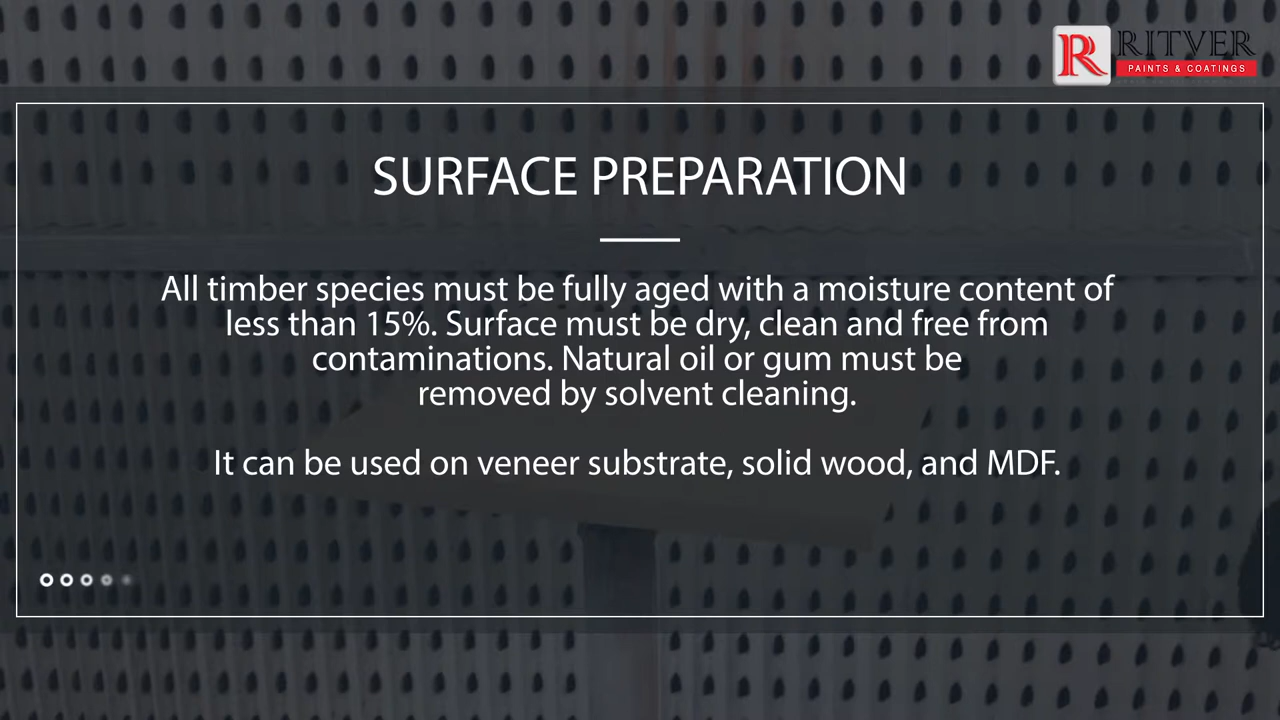 RITVER
PAINTS & COATINGS
SURFACE PREPARATION
All timber species must be fully aged with a moisture content of
less than 15%. Surface must be dry, clean and free from
contaminations. Natural oil or gum must be
removed by solvent cleaning.
It can be used on veneer substrate, solid wood, and MDF.